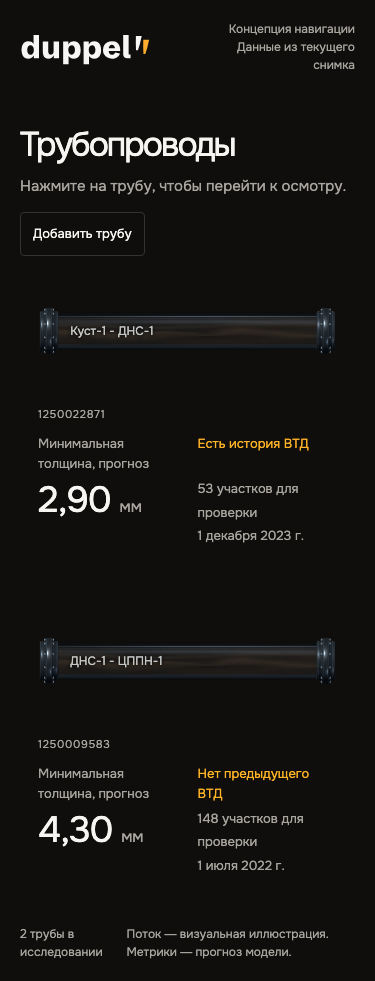 duppel
Концепция навигации
Данные из текущего
снимка
Трубопроводы
Нажмите на трубу, чтобы перейти к осмотру.
Добавить трубу
Куст-1 - ДНС-1
1250022871
Минимальная
толщина, прогноз
2,90 мм
Есть история ВТД
53 участков для
проверки
1 декабря 2023 г.
ДНС-1 - ЦППН-1
1250009583
Минимальная
толщина, прогноз
4,30 мм
Нет предыдущего
ВТД
148 участков для
проверки
1 июля 2022 г.
2 трубы в
исследовании
Поток — визуальная иллюстрация.
Метрики — прогноз модели.